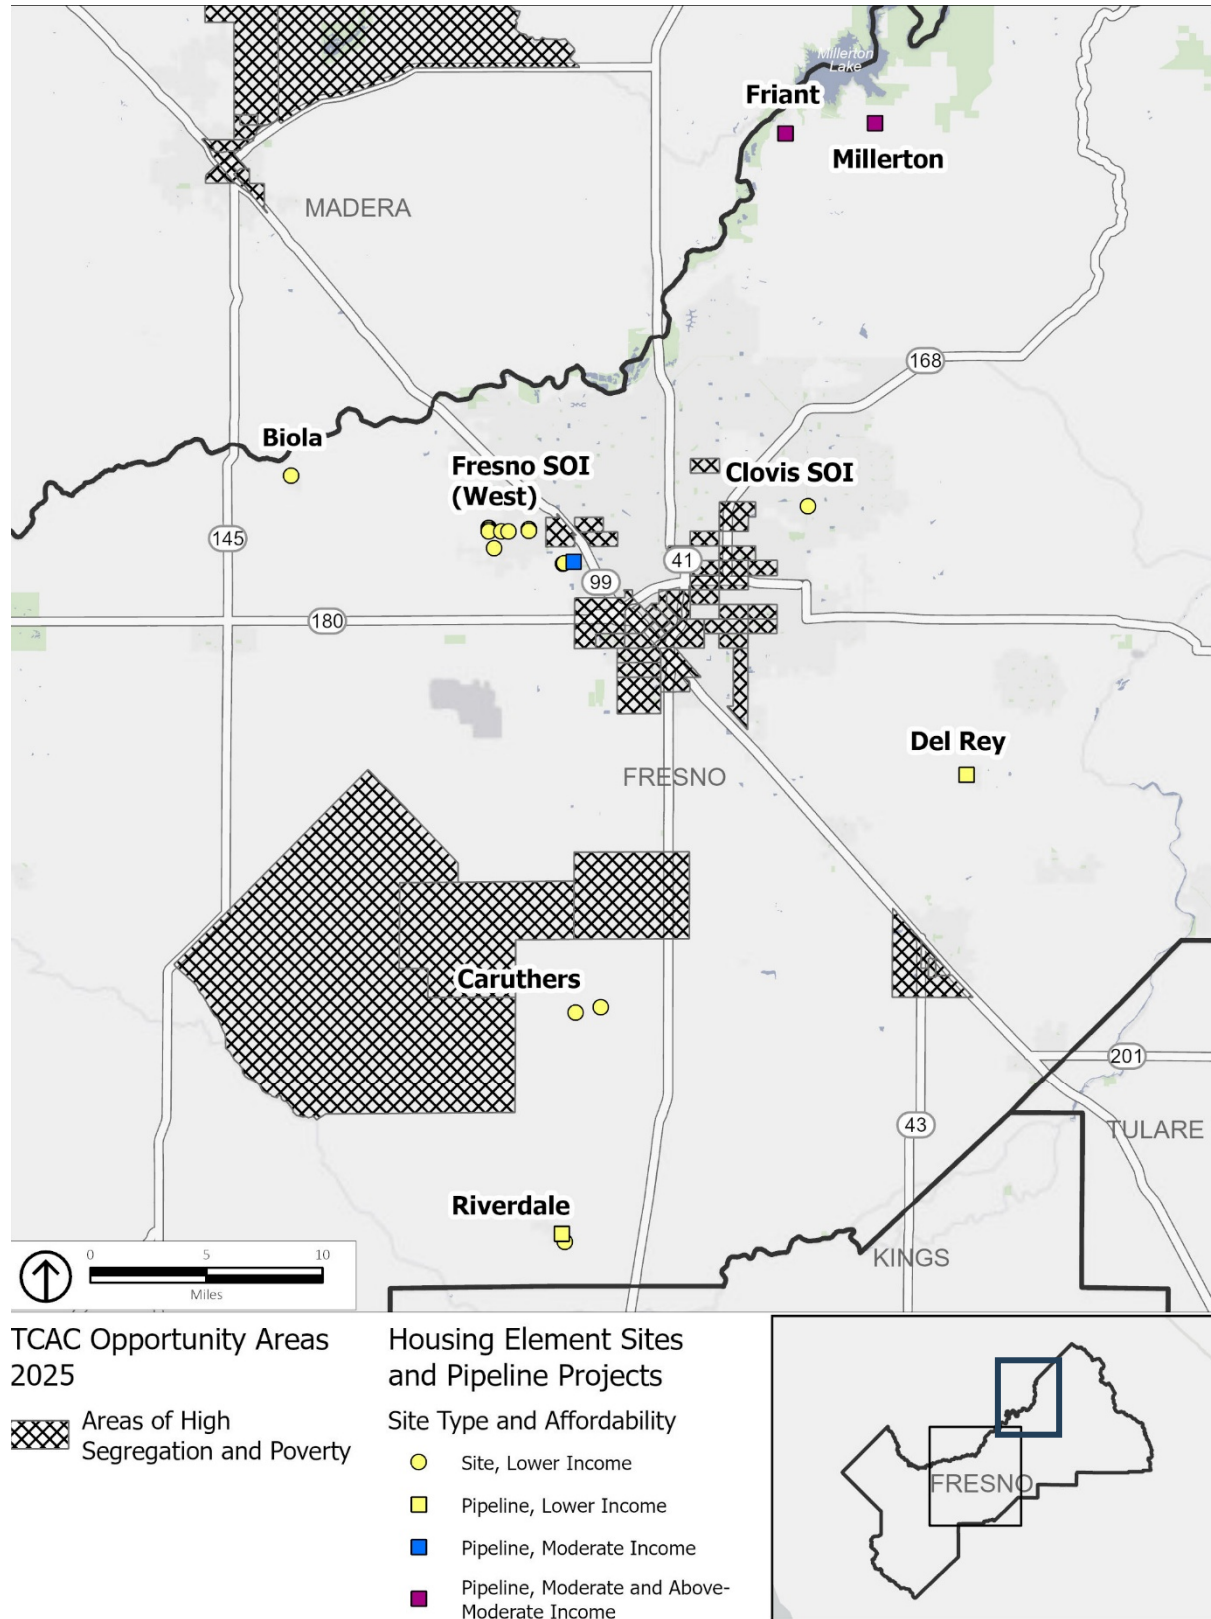 Millerton
Lake
Friant
Millerton
MADERA
168
Biola
Fresno SOI
(West)
Clovis SOI
145
41
99
180
Del Rey
FRESNO
Caruthers
201
43
TULARE
Riverdale
KINGS
0 5 10
Miles
TCAC Opportunity Areas
2025
Areas of High
Segregation and Poverty
Housing Element Sites
and Pipeline Projects
Site Type and Affordability
Site, Lower Income
Pipeline, Lower Income
Pipeline, Moderate Income
Pipeline, Moderate and Above-
Moderate Income
FRESNO